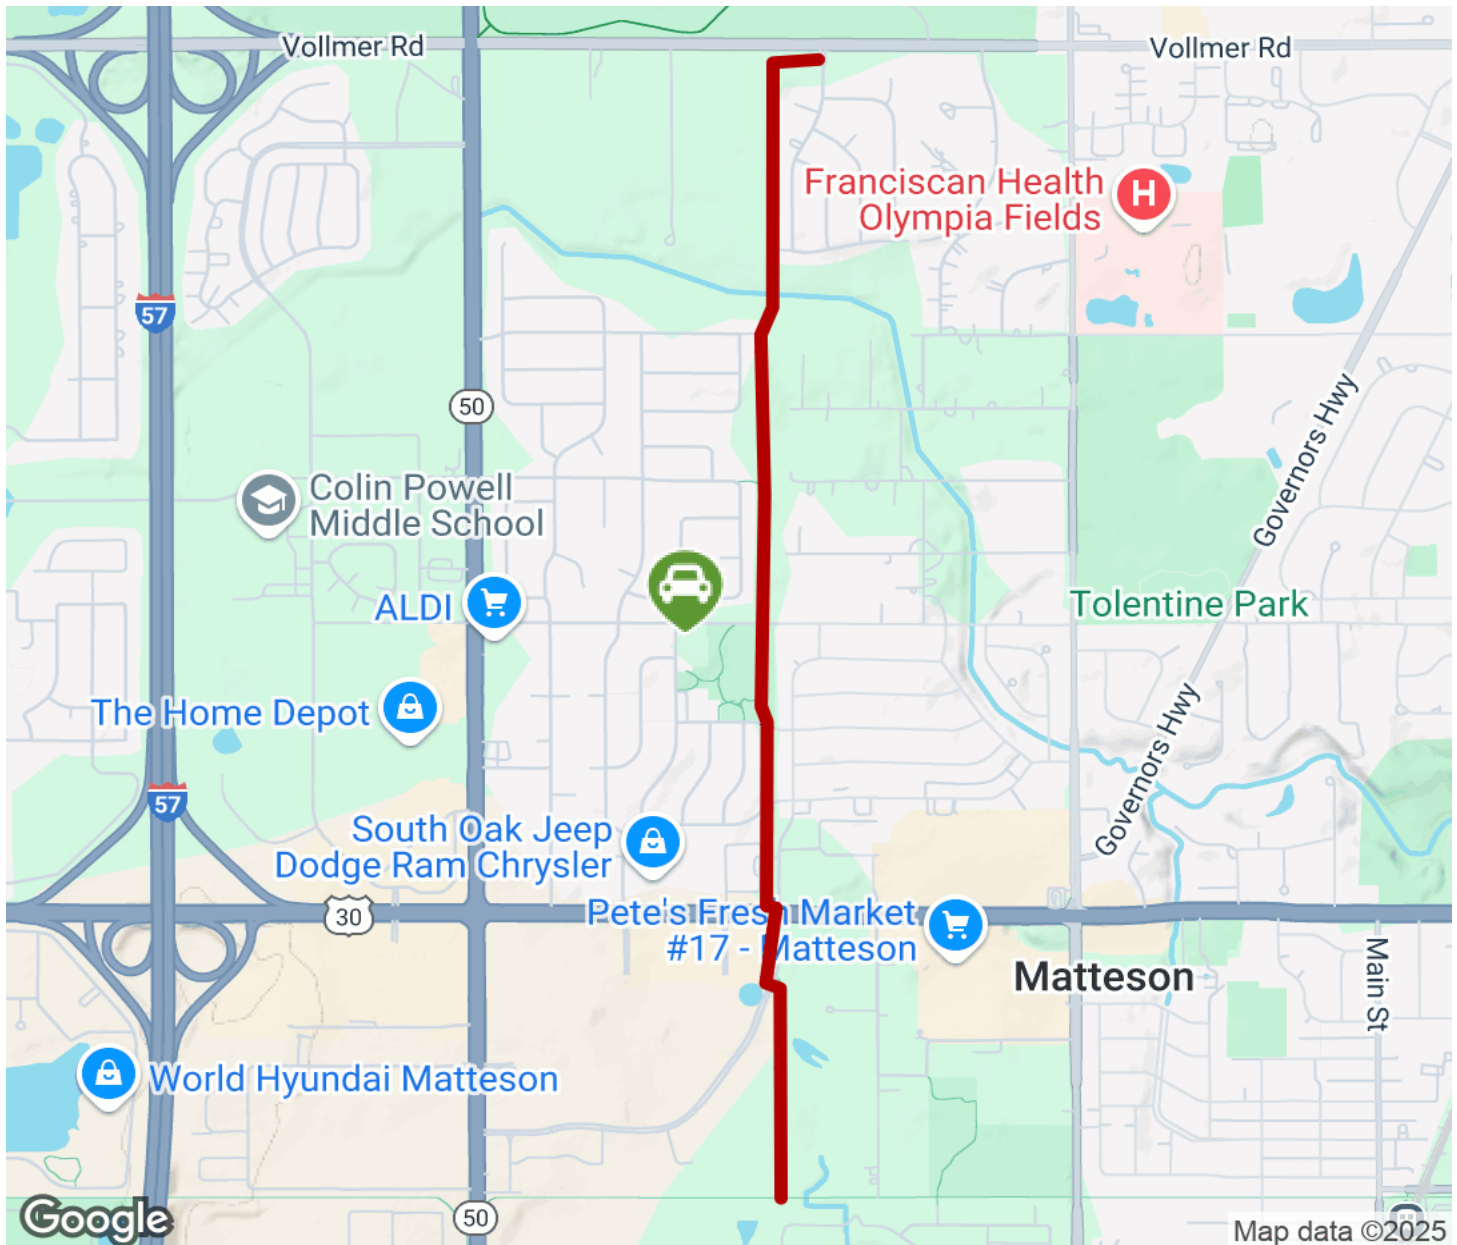 Vollmer Rd
Vollmer Rd
Franciscan Health
Olympia Fields
H
57
50
Governors Hwy
Colin Powell
Middle School
ALDI
Tolentine Park
The Home Depot
Governors Hwy
57
South Oak Jeep
Dodge Ram Chrysler
30
Pete's Fresh Market
#17 - Matteson
Matteson
Main St
World Hyundai Matteson
50
Google
Map data ©2025